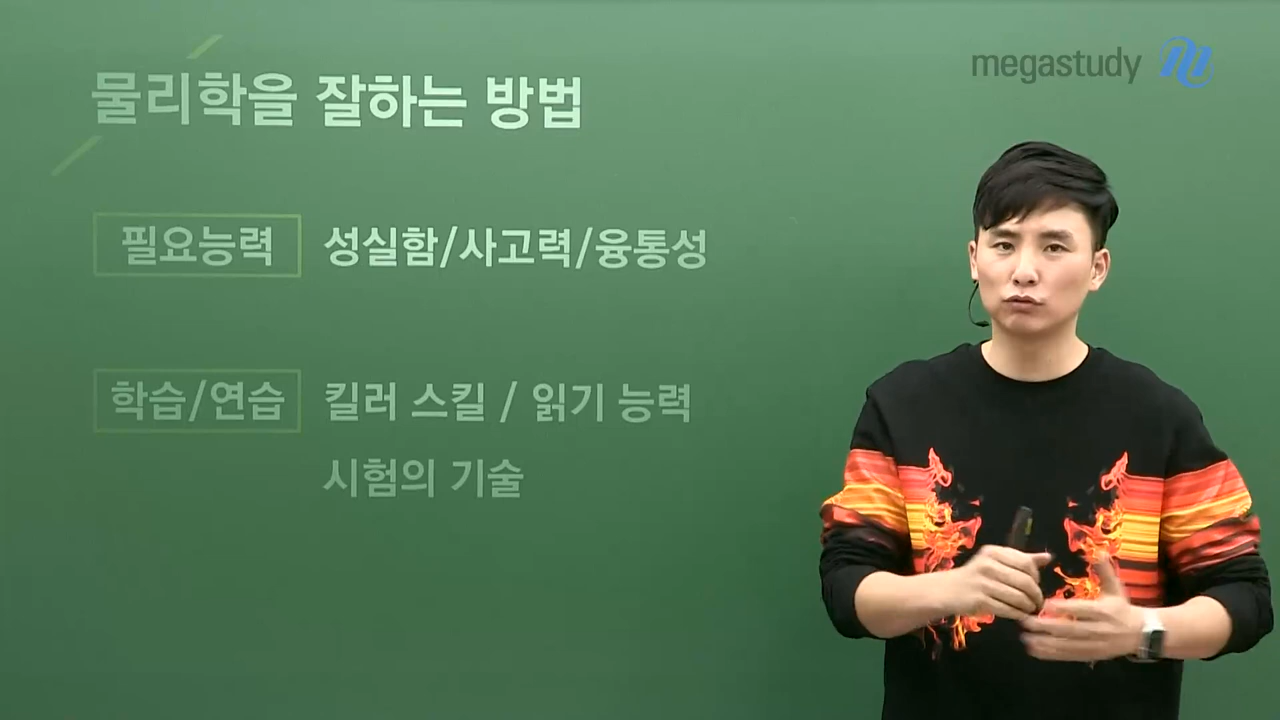 megastudy
물리학을 잘하는 방법
필요능력 성실함/사고력/융통성
학습/연습 킬러 스킬 / 읽기 능력
시험의 기술